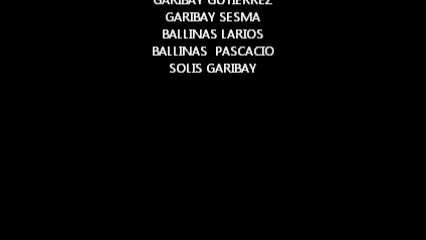 GARIBAY GUTIERREZ
GARIBAY SESMA
BALLINAS LARIOS
BALLINAS PASCACIO
SOLIS GARIBAY